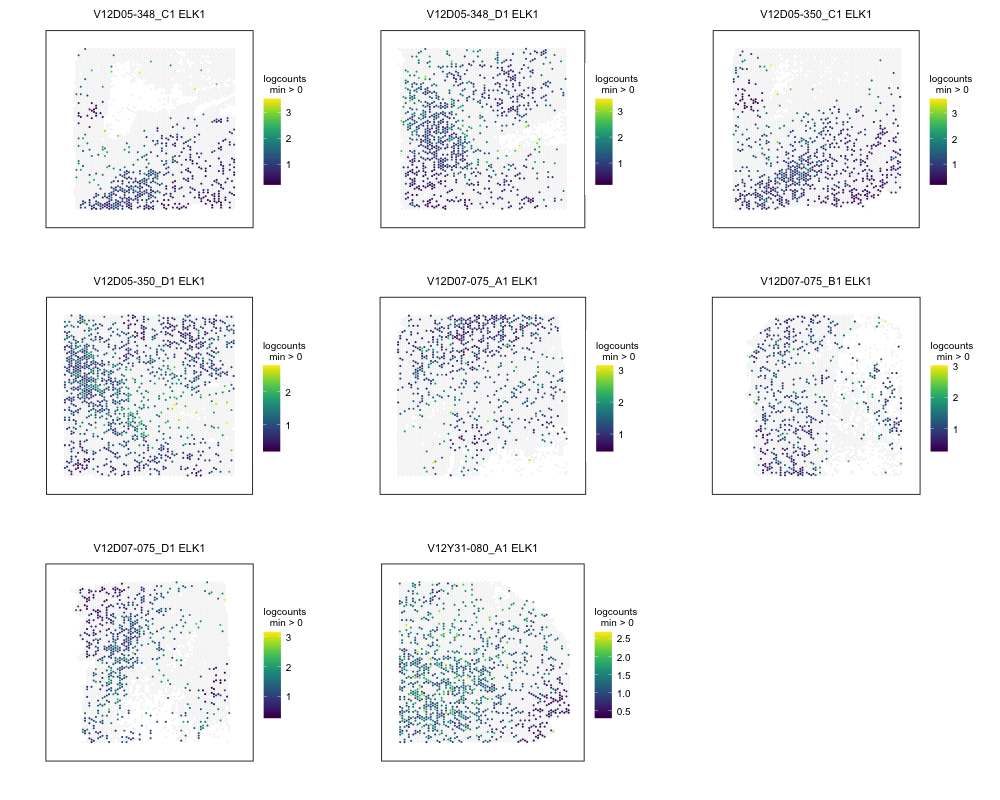 V12D05-348_C1 ELK1
logcounts
min > 0
3
2
1
V12D05-348_D1 ELK1
logcounts
min > 0
3
2
1
V12D05-350_C1 ELK1
logcounts
min > 0
3
2
1
V12D05-350_D1 ELK1
logcounts
min > 0
2
1
V12D07-075_A1 ELK1
logcounts
min > 0
3
2
1
V12D07-075_B1 ELK1
logcounts
min > 0
3
2
1
V12D07-075_D1 ELK1
logcounts
min > 0
3
2
1
V12Y31-080_A1 ELK1
logcounts
min > 0
2.5
2.0
1.5
1.0
0.5